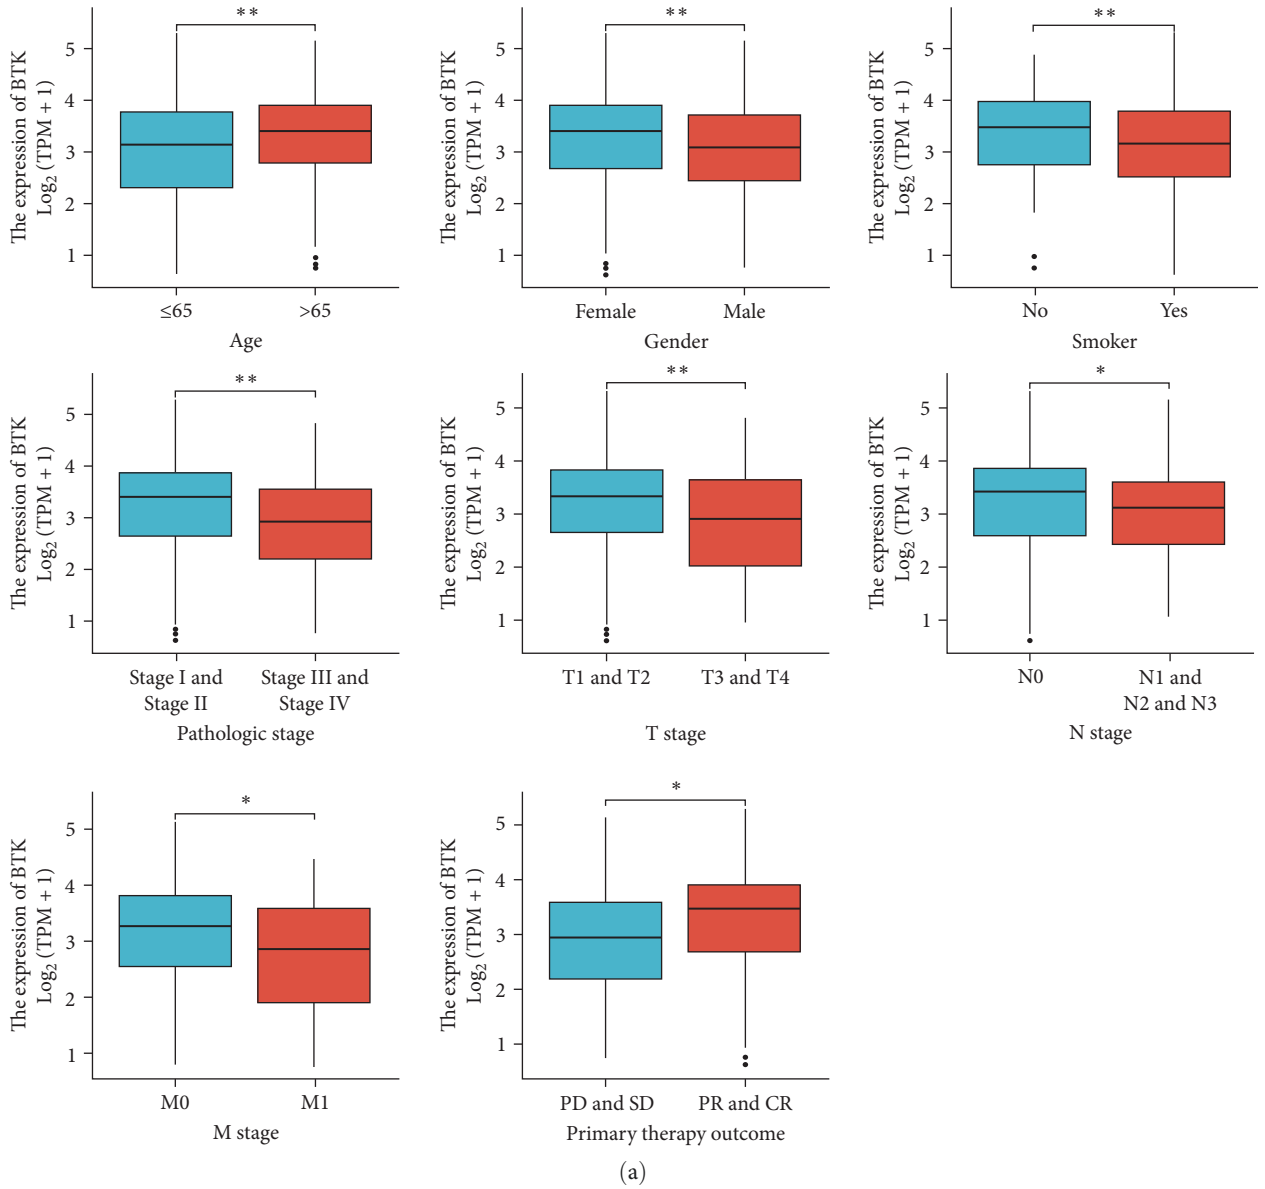 The expression of BTK
Log₂ (TPM + 1)
**
5
4
3
2
1
≤65 >65
Age
The expression of BTK
Log₂ (TPM + 1)
**
5
4
3
2
1
Female Male
Gender
The expression of BTK
Log₂ (TPM + 1)
**
5
4
3
2
1
No Yes
Smoker
The expression of BTK
Log₂ (TPM + 1)
**
5
4
3
2
1
Stage I and Stage III and
Stage II Stage IV
Pathologic stage
The expression of BTK
Log₂ (TPM + 1)
**
5
4
3
2
1
T1 and T2 T3 and T4
T stage
The expression of BTK
Log₂ (TPM + 1)
*
5
4
3
2
1
N0 N1 and
N2 and N3
N stage
The expression of BTK
Log₂ (TPM + 1)
*
5
4
3
2
1
M0 M1
M stage
The expression of BTK
Log₂ (TPM + 1)
*
5
4
3
2
1
PD and SD PR and CR
Primary therapy outcome
(a)